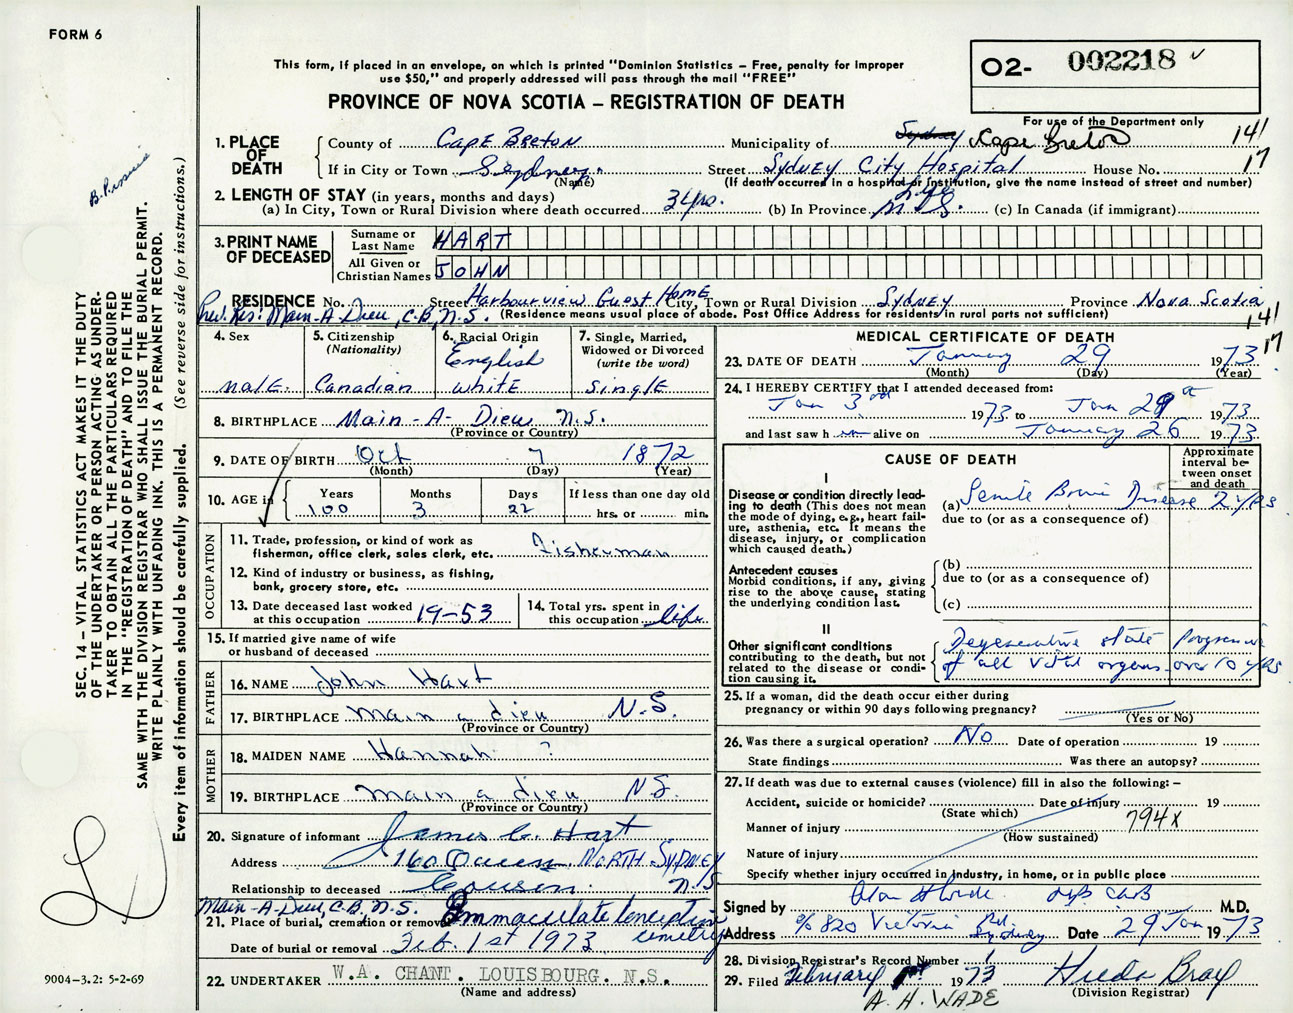 FORM 6
This form, if placed in an envelope, on which is printed "Dominion Statistics – Free, penalty for improper
use $50," and properly addressed will pass through the mail "FREE"
PROVINCE OF NOVA SCOTIA – REGISTRATION OF DEATH
O2- 002218 ✓
For use of the Department only
141
17
1. PLACE OF DEATH
County of CAPE BRETON Municipality of Sydney Cape Breton
If in City or Town Sydney (Name) Street SYDNEY CITY HOSPITAL House No.
(If death occurred in a hospital or institution, give the name instead of street and number)
2. LENGTH OF STAY (in years, months and days)
(a) In City, Town or Rural Division where death occurred 3 yrs. (b) In Province N.S. (c) In Canada (if immigrant)
3. PRINT NAME OF DECEASED
Surname or Last Name HART
All Given or Christian Names JOHN
RESIDENCE No. Street Harbourview Guest Home City, Town or Rural Division SYDNEY Province Nova Scotia
Prev. Res: Main-A-Dieu, C.B., N.S. (Residence means usual place of abode. Post Office Address for residents in rural parts not sufficient)
141
17
4. Sex
male
5. Citizenship
(Nationality)
Canadian
6. Racial Origin
English
white
7. Single, Married,
Widowed or Divorced
(write the word)
single
8. BIRTHPLACE Main-A-Dieu N.S.
(Province or Country)
9. DATE OF BIRTH Oct 7 1872
(Month) (Day) (Year)
10. AGE in
Years 100
Months 3
Days 22
If less than one day old
hrs. or min.
OCCUPATION
11. Trade, profession, or kind of work as
fisherman, office clerk, sales clerk, etc. Fisherman
12. Kind of industry or business, as fishing,
bank, grocery store, etc.
13. Date deceased last worked
at this occupation 19-53
14. Total yrs. spent in
this occupation life
15. If married give name of wife
or husband of deceased
FATHER
16. NAME John Hart
17. BIRTHPLACE main a dieu N.S.
(Province or Country)
MOTHER
18. MAIDEN NAME Hannah ?
19. BIRTHPLACE main a dieu N.S.
(Province or Country)
20. Signature of informant James C. Hart
Address 160 Queen NORTH SYDNEY
Relationship to deceased Cousin N.S
Main-A-Dieu, C.B. N.S.
21. Place of burial, cremation or removal Immaculate Conception
cemetry
Date of burial or removal Feb. 1st 1973
22. UNDERTAKER W.A. CHANT. LOUISBOURG. N.S.
(Name and address)
MEDICAL CERTIFICATE OF DEATH
23. DATE OF DEATH January 29 1973
(Month) (Day) (Year)
24. I HEREBY CERTIFY that I attended deceased from:
Jan 3rd 1973 to Jan 29th 1973
and last saw h im alive on January 26 1973
CAUSE OF DEATH
Approximate
interval be-
tween onset
and death
I
Disease or condition directly lead-
ing to death (This does not mean
the mode of dying, e.g., heart fail-
ure, asthenia, etc. It means the
disease, injury, or complication
which caused death.)
(a) Senile Brain Disease 2 yrs
due to (or as a consequence of)
Antecedent causes
Morbid conditions, if any, giving
rise to the above cause, stating
the underlying condition last.
(b)
due to (or as a consequence of)
(c)
II
Other significant conditions
contributing to the death, but not
related to the disease or condi-
tion causing it.
Degenerative state Progressive
of all vital organs over 10 yrs
25. If a woman, did the death occur either during
pregnancy or within 90 days following pregnancy?
(Yes or No)
26. Was there a surgical operation? No Date of operation 19
State findings Was there an autopsy?
27. If death was due to external causes (violence) fill in also the following: –
Accident, suicide or homicide? Date of injury 19
(State which)
Manner of injury 794X
(How sustained)
Nature of injury
Specify whether injury occurred in industry, in home, or in public place
Signed by M.D.
Address % 820 Victoria Rd. Sydney Date 29 Jan 1973
28. Division Registrar's Record Number
29. Filed February 1st 1973 Hilda Bray
A. H. WADE (Division Registrar)
SEC. 14 – VITAL STATISTICS ACT MAKES IT THE DUTY
OF THE UNDERTAKER OR PERSON ACTING AS UNDER-
TAKER TO OBTAIN ALL THE PARTICULARS REQUIRED
IN THE "REGISTRATION OF DEATH" AND TO FILE THE
SAME WITH THE DIVISION REGISTRAR WHO SHALL ISSUE THE BURIAL PERMIT.
WRITE PLAINLY WITH UNFADING INK. THIS IS A PERMANENT RECORD.
Every item of information should be carefully supplied. (See reverse side for instructions.)
9004-3.2: 5-2-69